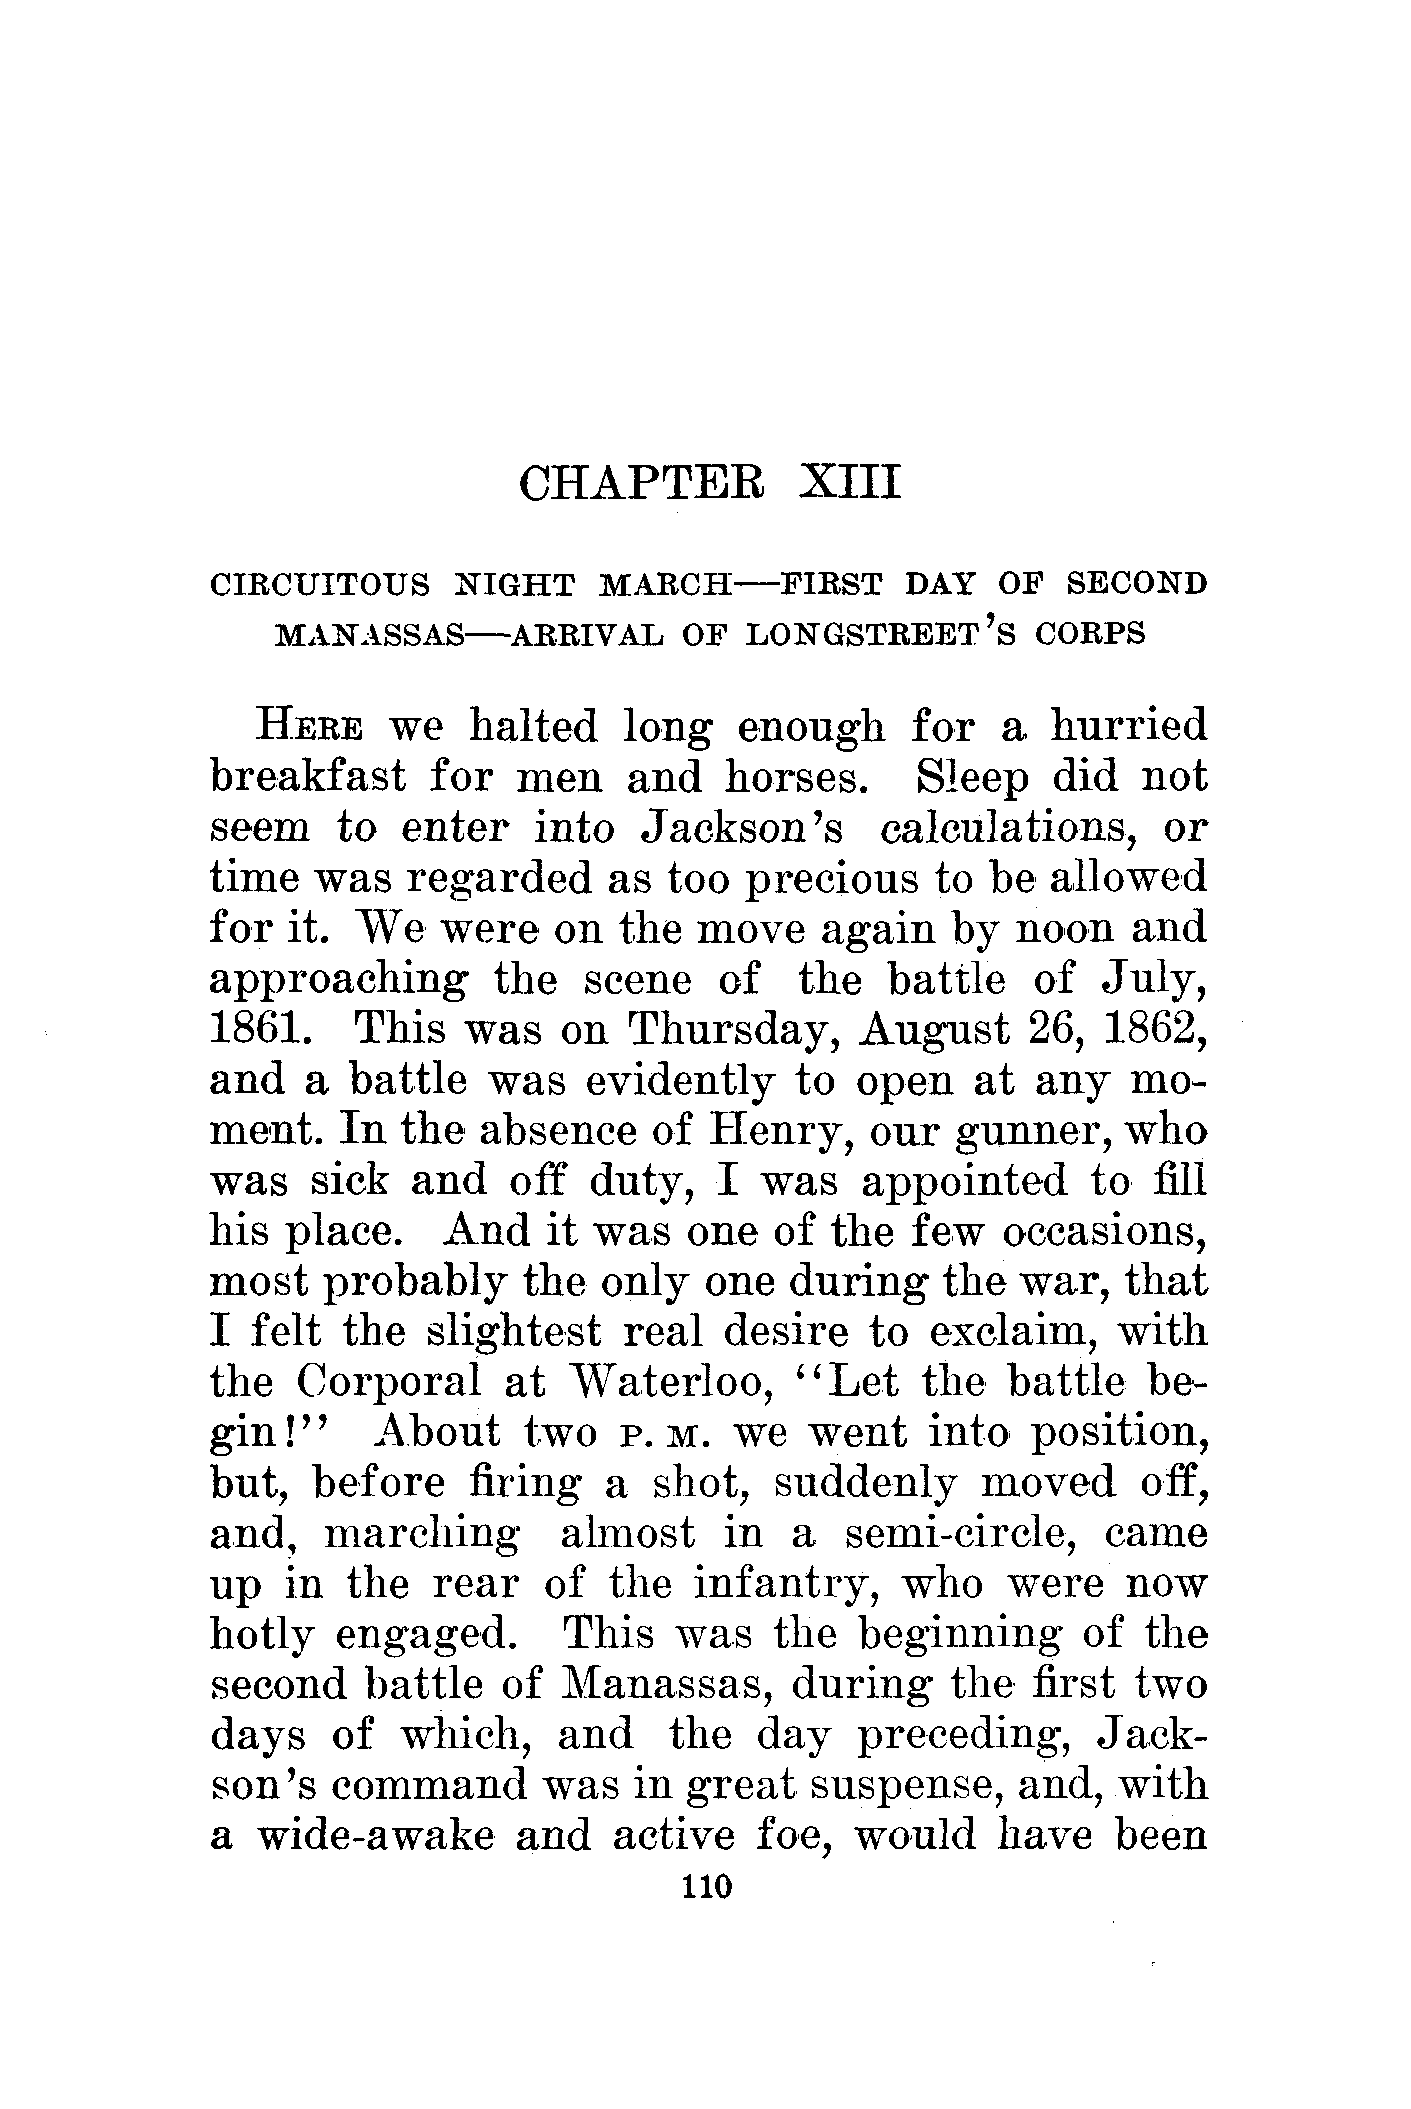 CHAPTER XIII
CIRCUITOUS NIGHT MARCH—FIRST DAY OF SECOND
MANASSAS—ARRIVAL OF LONGSTREET'S CORPS
HERE we halted long enough for a hurried
breakfast for men and horses. Sleep did not
seem to enter into Jackson's calculations, or
time was regarded as too precious to be allowed
for it. We were on the move again by noon and
approaching the scene of the battle of July,
1861. This was on Thursday, August 26, 1862,
and a battle was evidently to open at any mo-
ment. In the absence of Henry, our gunner, who
was sick and off duty, I was appointed to fill
his place. And it was one of the few occasions,
most probably the only one during the war, that
I felt the slightest real desire to exclaim, with
the Corporal at Waterloo, "Let the battle be-
gin!" About two P. M. we went into position,
but, before firing a shot, suddenly moved off,
and, marching almost in a semi-circle, came
up in the rear of the infantry, who were now
hotly engaged. This was the beginning of the
second battle of Manassas, during the first two
days of which, and the day preceding, Jack-
son's command was in great suspense, and, with
a wide-awake and active foe, would have been
110